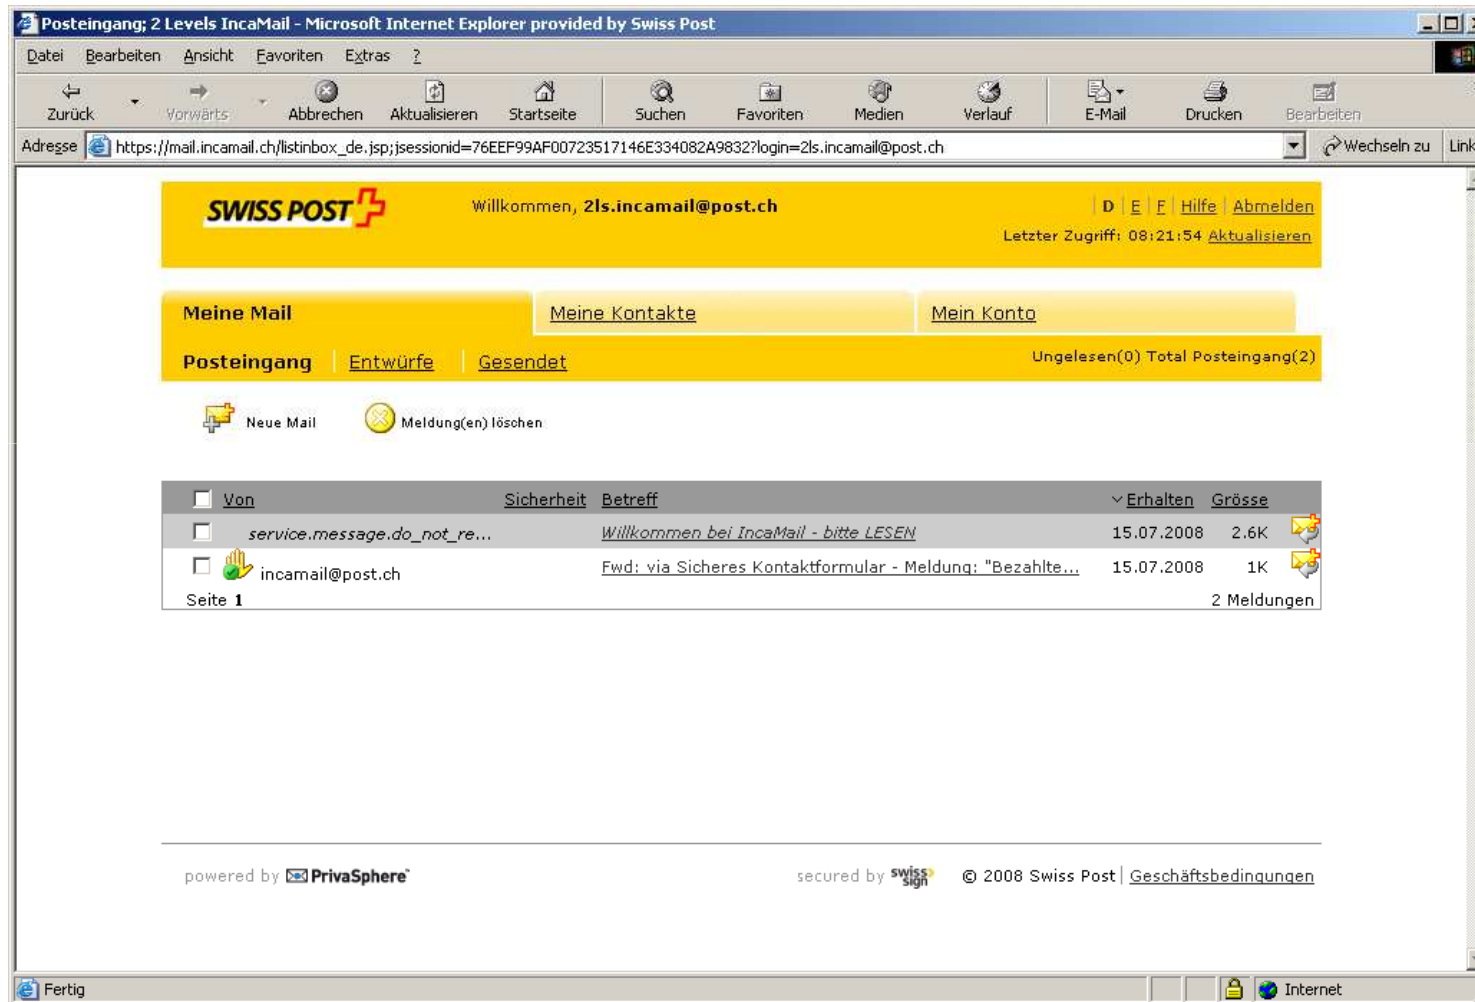 Posteingang; 2 Levels IncaMail - Microsoft Internet Explorer provided by Swiss Post
Datei Bearbeiten Ansicht Favoriten Extras ?
Zurück Vorwärts Abbrechen Aktualisieren Startseite Suchen Favoriten Medien Verlauf E-Mail Drucken Bearbeiten
Adresse https://mail.incamail.ch/listinbox_de.jsp;jsessionid=76EEF99AF00723517146E334082A9832?login=2ls.incamail@post.ch Wechseln zu Link
SWISS POST Willkommen, 2ls.incamail@post.ch | D | E | F | Hilfe | Abmelden
Letzter Zugriff: 08:21:54 Aktualisieren
Meine Mail Meine Kontakte Mein Konto
Posteingang | Entwürfe | Gesendet Ungelesen(0) Total Posteingang(2)
Neue Mail Meldung(en) löschen
Von Sicherheit Betreff Erhalten Grösse
service.message.do_not_re... Willkommen bei IncaMail - bitte LESEN 15.07.2008 2.6K
incamail@post.ch Fwd: via Sicheres Kontaktformular - Meldung: "Bezahlte... 15.07.2008 1K
Seite 1 2 Meldungen
powered by PrivaSphere secured by swiss sign © 2008 Swiss Post | Geschäftsbedingungen
Fertig Internet